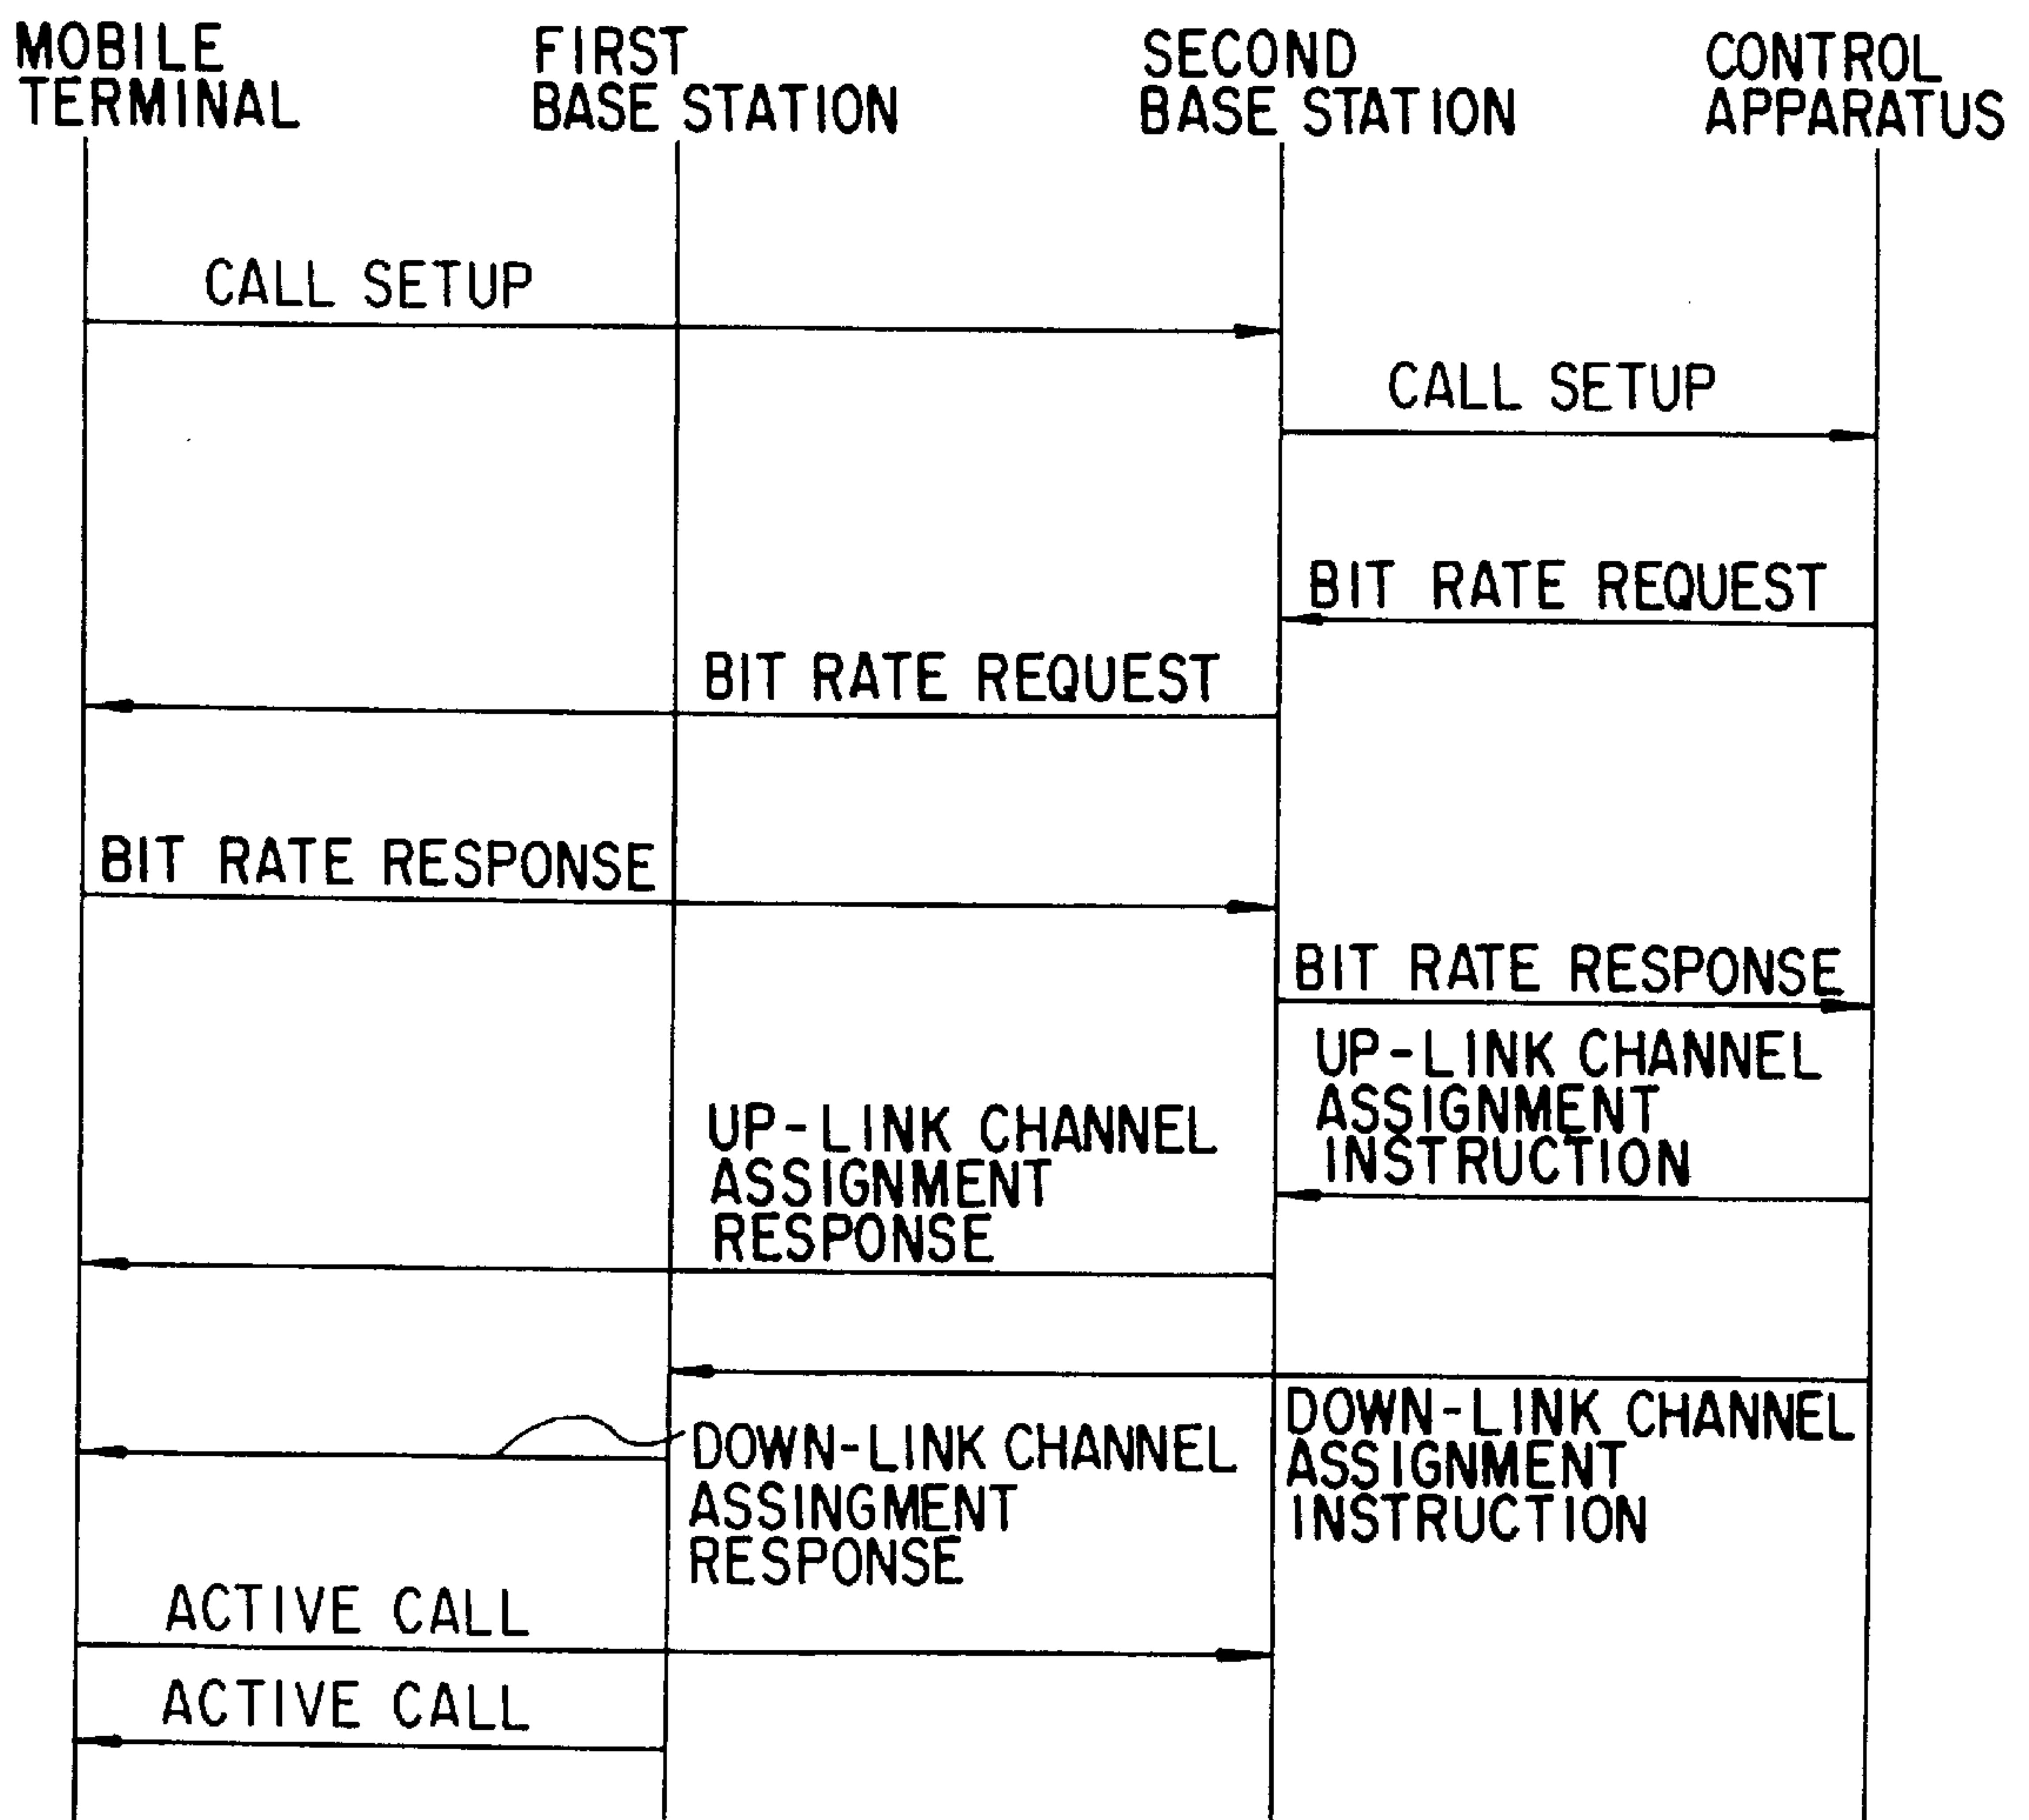 MOBILE
TERMINAL
FIRST
BASE STATION
SECOND
BASE STATION
CONTROL
APPARATUS
CALL SETUP
CALL SETUP
BIT RATE REQUEST
BIT RATE REQUEST
BIT RATE RESPONSE
BIT RATE RESPONSE
UP-LINK CHANNEL
ASSIGNMENT
INSTRUCTION
UP-LINK CHANNEL
ASSIGNMENT
RESPONSE
DOWN-LINK CHANNEL
ASSIGNMENT
INSTRUCTION
DOWN-LINK CHANNEL
ASSINGMENT
RESPONSE
ACTIVE CALL
ACTIVE CALL